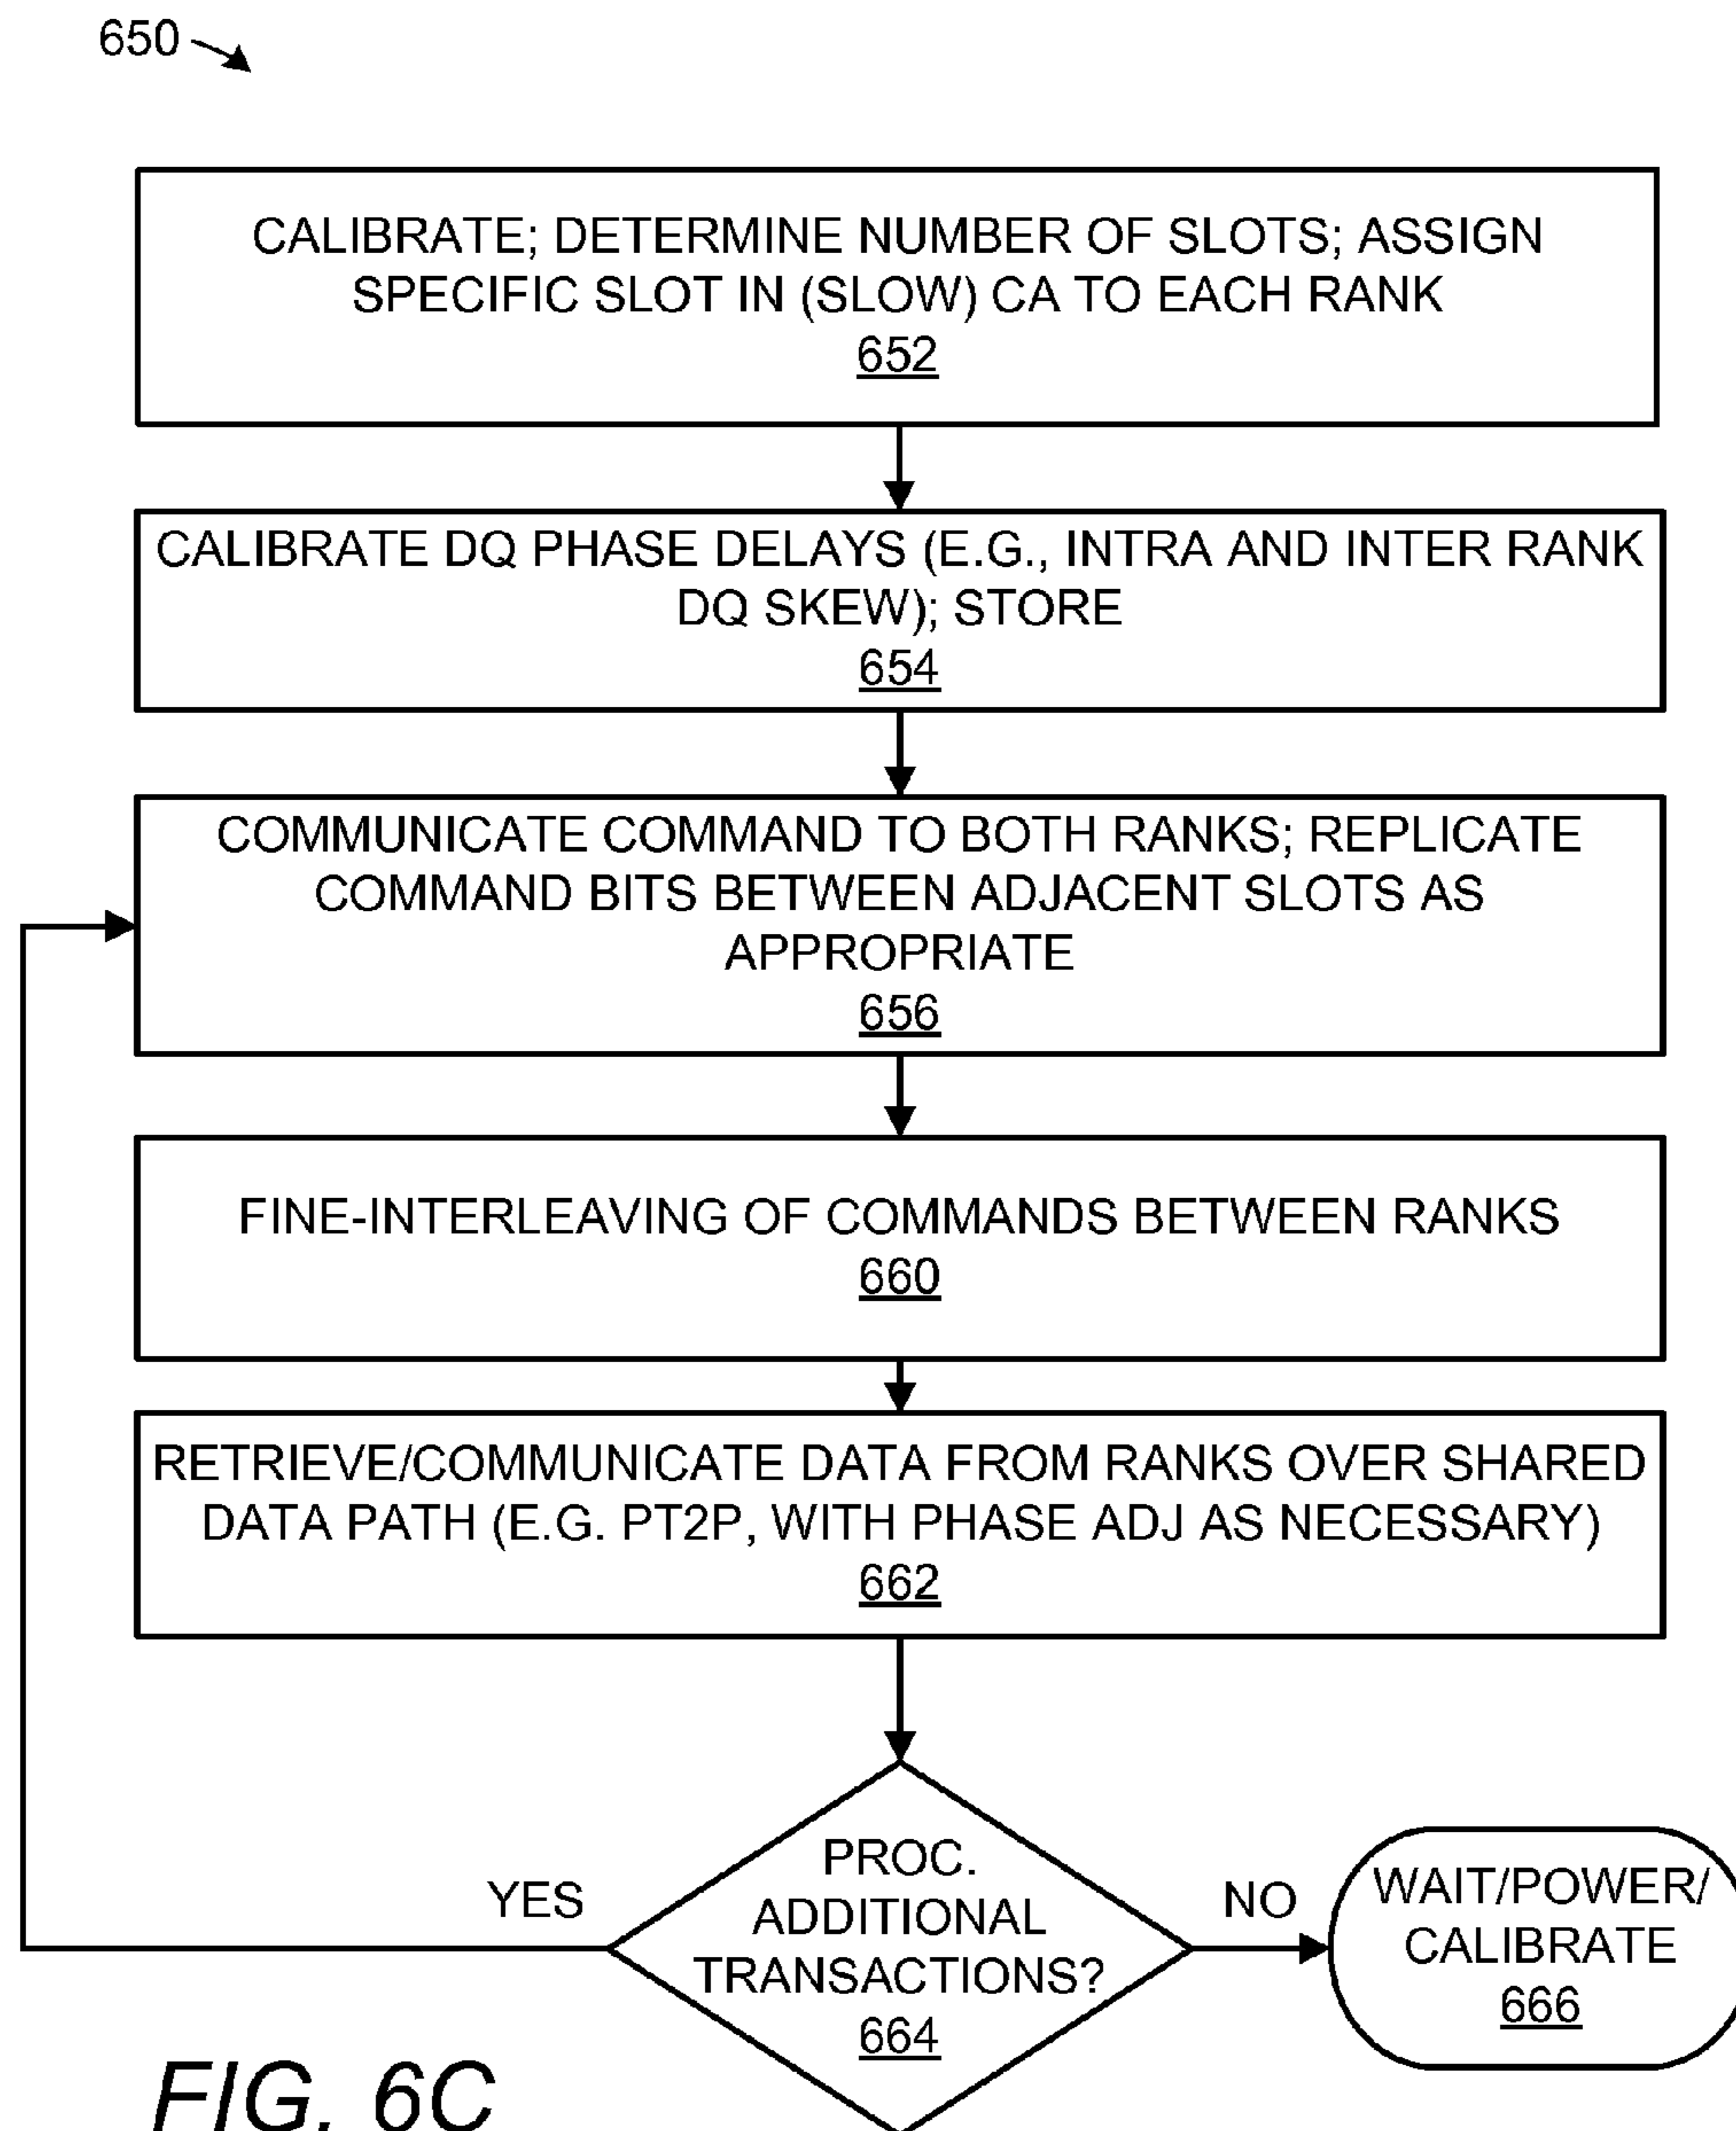 650
CALIBRATE; DETERMINE NUMBER OF SLOTS; ASSIGN
SPECIFIC SLOT IN (SLOW) CA TO EACH RANK
652
CALIBRATE DQ PHASE DELAYS (E.G., INTRA AND INTER RANK
DQ SKEW); STORE
654
COMMUNICATE COMMAND TO BOTH RANKS; REPLICATE
COMMAND BITS BETWEEN ADJACENT SLOTS AS
APPROPRIATE
656
FINE-INTERLEAVING OF COMMANDS BETWEEN RANKS
660
RETRIEVE/COMMUNICATE DATA FROM RANKS OVER SHARED
DATA PATH (E.G. PT2P, WITH PHASE ADJ AS NECESSARY)
662
PROC.
ADDITIONAL
TRANSACTIONS?
664
YES
NO
WAIT/POWER/
CALIBRATE
666
FIG. 6C